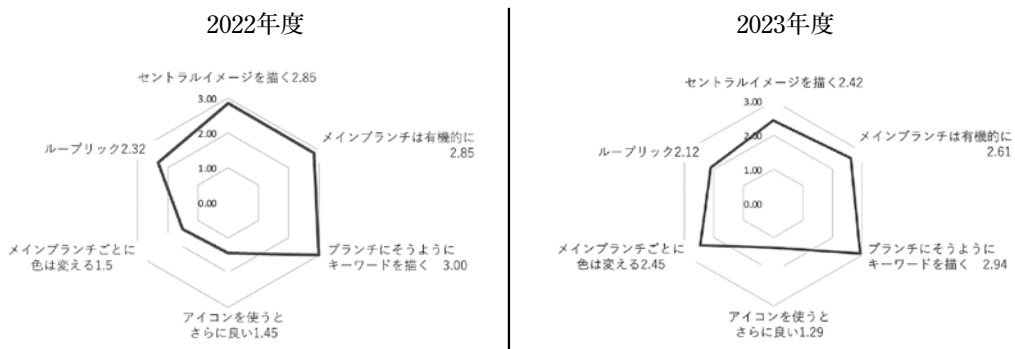 2022年度
セントラルイメージを描く2.85
3.00
2.00
1.00
0.00
メインブランチは有機的に
2.85
ブランチにそうように
キーワードを描く 3.00
アイコンを使うと
さらに良い1.45
メインブランチごとに
色は変える1.5
ルーブリック2.32
2023年度
セントラルイメージを描く2.42
3.00
2.00
1.00
0.00
メインブランチは有機的に
2.61
ブランチにそうように
キーワードを描く 2.94
アイコンを使うと
さらに良い1.29
メインブランチごとに
色は変える2.45
ルーブリック2.12